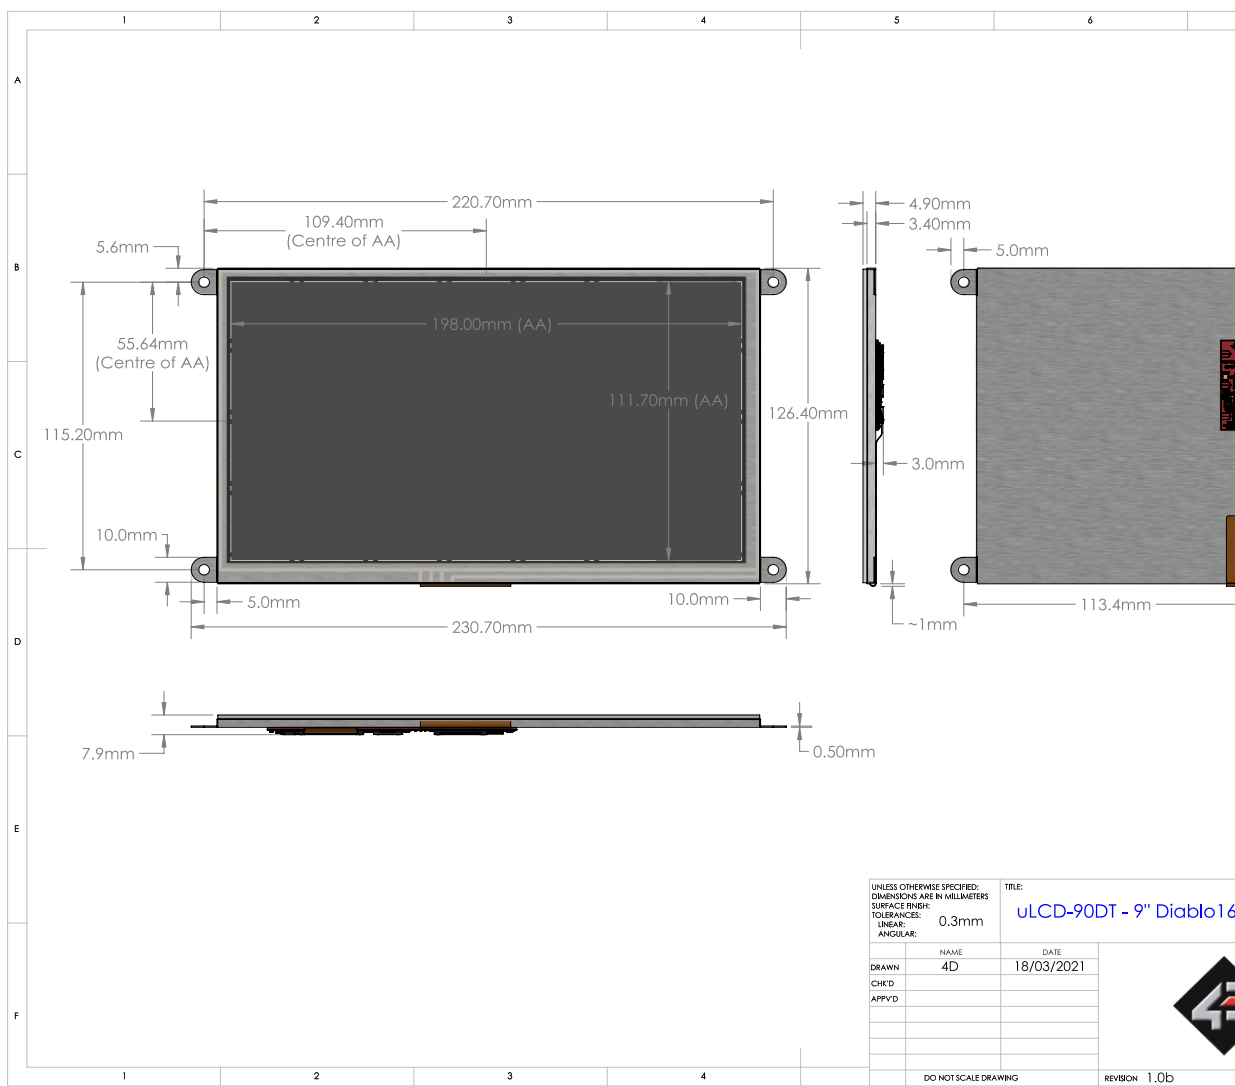 1 2 3 4 5 6
A
220.70mm
4.90mm
109.40mm
3.40mm
(Centre of AA)
5.6mm
5.0mm
B
198.00mm (AA)
55.64mm
(Centre of AA)
111.70mm (AA)
126.40mm
115.20mm
C
3.0mm
10.0mm
5.0mm
10.0mm
113.4mm
230.70mm
~1mm
D
7.9mm
0.50mm
E
UNLESS OTHERWISE SPECIFIED:
DIMENSIONS ARE IN MILLIMETERS
SURFACE FINISH:
TOLERANCES:
LINEAR: 0.3mm
ANGULAR:
TITLE:
uLCD-90DT - 9" Diablo16
NAME DATE
DRAWN 4D 18/03/2021
CHK'D
APPV'D
F
DO NOT SCALE DRAWING
REVISION 1.0b
1 2 3 4